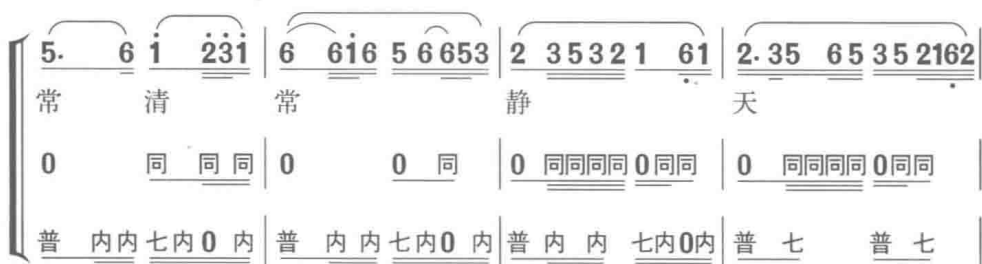 5. 6 1 231 | 6 616 5 6653 | 2 3532 1 61 | 2.35 65 352162 |
常 清 常 静 天
0 同 同同 | 0 0 同 | 0 同同同同 0同同 | 0 同同同同 0同同 |
普 内内 七内0 内 | 普 内内 七内0 内 | 普 内 内 七内0内 | 普 七 普 七 |